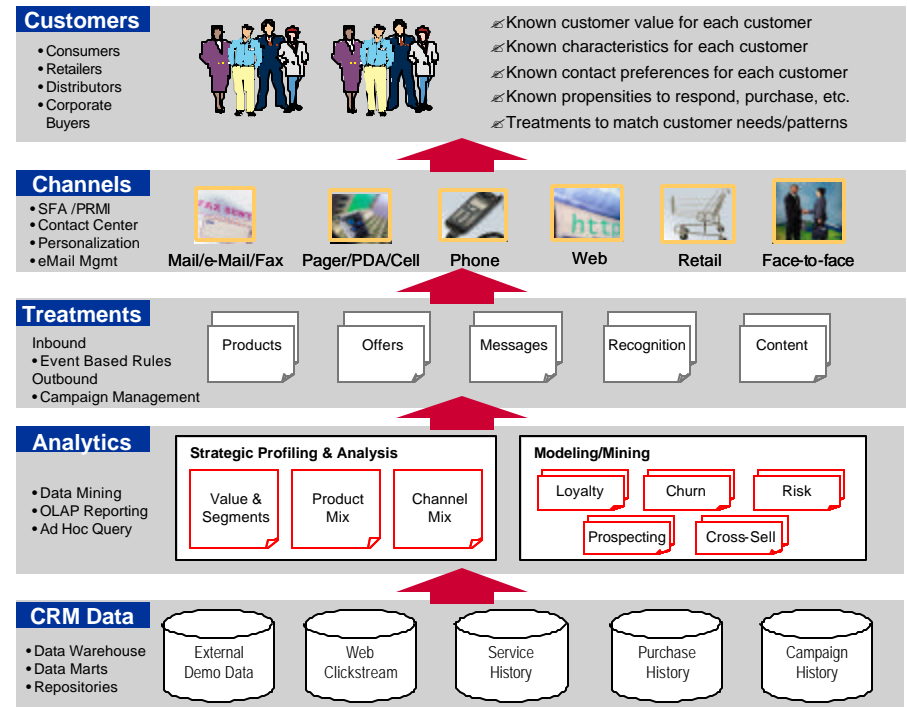 Customers
• Consumers
• Retailers
• Distributors
• Corporate
Buyers
Known customer value for each customer
Known characteristics for each customer
Known contact preferences for each customer
Known propensities to respond, purchase, etc.
Treatments to match customer needs/patterns
Channels
• SFA /PRMI
• Contact Center
• Personalization
• eMail Mgmt
FAX SENT
http
Mail/e-Mail/Fax
Pager/PDA/Cell
Phone
Web
Retail
Face-to-face
Treatments
Inbound
• Event Based Rules
Outbound
• Campaign Management
Products
Offers
Messages
Recognition
Content
Analytics
• Data Mining
• OLAP Reporting
• Ad Hoc Query
Strategic Profiling & Analysis
Value &
Segments
Product
Mix
Channel
Mix
Modeling/Mining
Loyalty
Churn
Risk
Prospecting
Cross-Sell
CRM Data
• Data Warehouse
• Data Marts
• Repositories
External
Demo Data
Web
Clickstream
Service
History
Purchase
History
Campaign
History